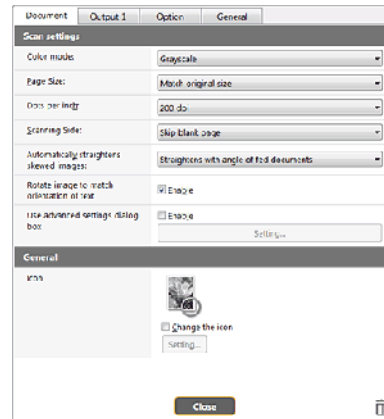 Document Output 1 Option General
Scan settings
Color mode: Grayscale
Page Size: Match original size
Dots per inch: 200 dpi
Scanning Side: Skip blank page
Automatically straightens skewed images: Straightens with angle of fed documents
Rotate image to match orientation of text Enable
Use advanced settings dialog box Enable
Setting...
General
Icon
Change the icon
Setting...
Close